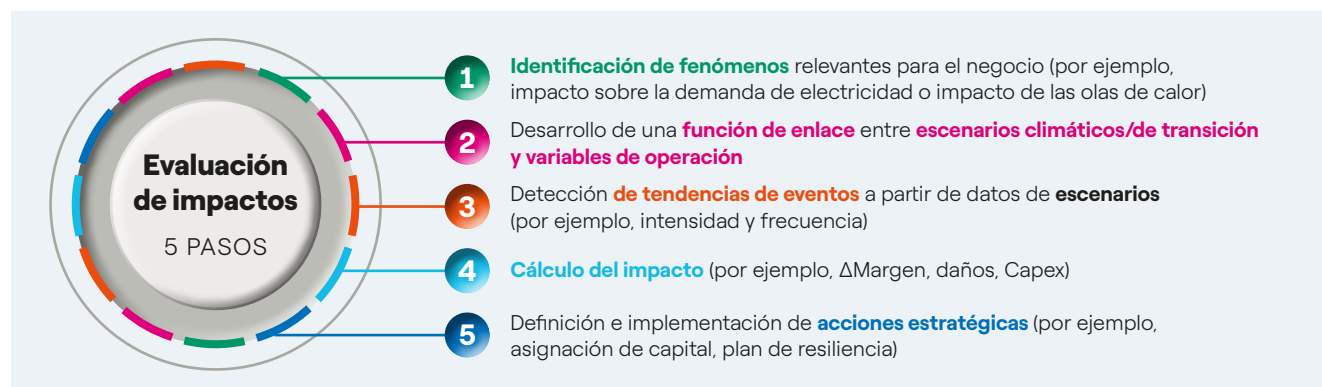 Evaluación
de impactos
5 PASOS
1
Identificación de fenómenos relevantes para el negocio (por ejemplo,
impacto sobre la demanda de electricidad o impacto de las olas de calor)
2
Desarrollo de una función de enlace entre escenarios climáticos/de transición
y variables de operación
3
Detección de tendencias de eventos a partir de datos de escenarios
(por ejemplo, intensidad y frecuencia)
4
Cálculo del impacto (por ejemplo, ΔMargen, daños, Capex)
5
Definición e implementación de acciones estratégicas (por ejemplo,
asignación de capital, plan de resiliencia)